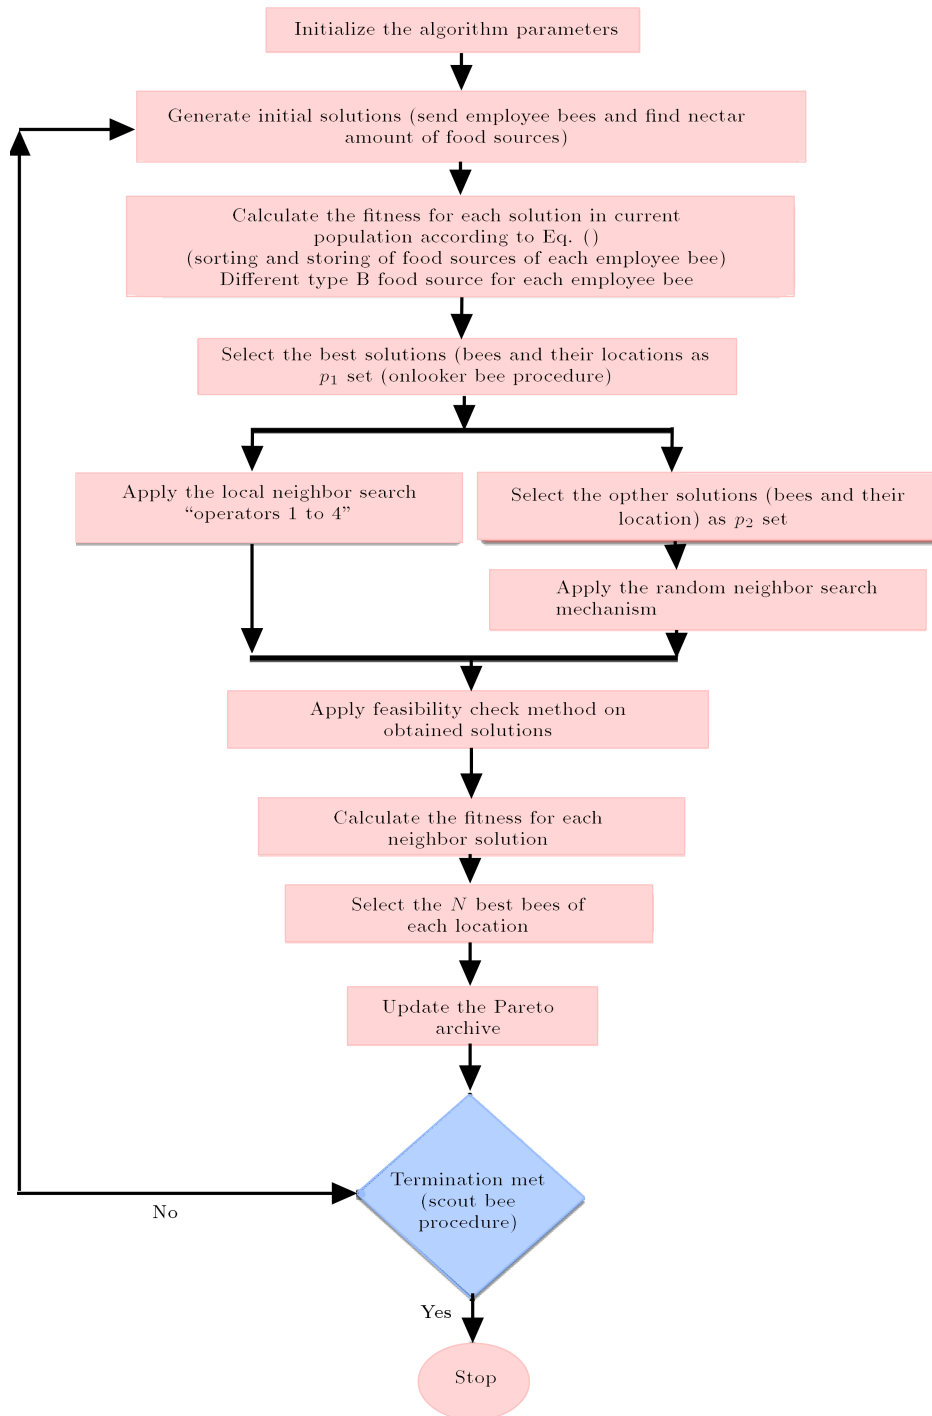 Initialize the algorithm parameters
Generate initial solutions (send employee bees and find nectar
amount of food sources)
Calculate the fitness for each solution in current
population according to Eq. ()
(sorting and storing of food sources of each employee bee)
Different type B food source for each employee bee
Select the best solutions (bees and their locations as
p₁ set (onlooker bee procedure)
Apply the local neighbor search
“operators 1 to 4”
Select the opther solutions (bees and their
location) as p₂ set
Apply the random neighbor search
mechanism
Apply feasibility check method on
obtained solutions
Calculate the fitness for each
neighbor solution
Select the N best bees of
each location
Update the Pareto
archive
Termination met
(scout bee
procedure)
No
Yes
Stop